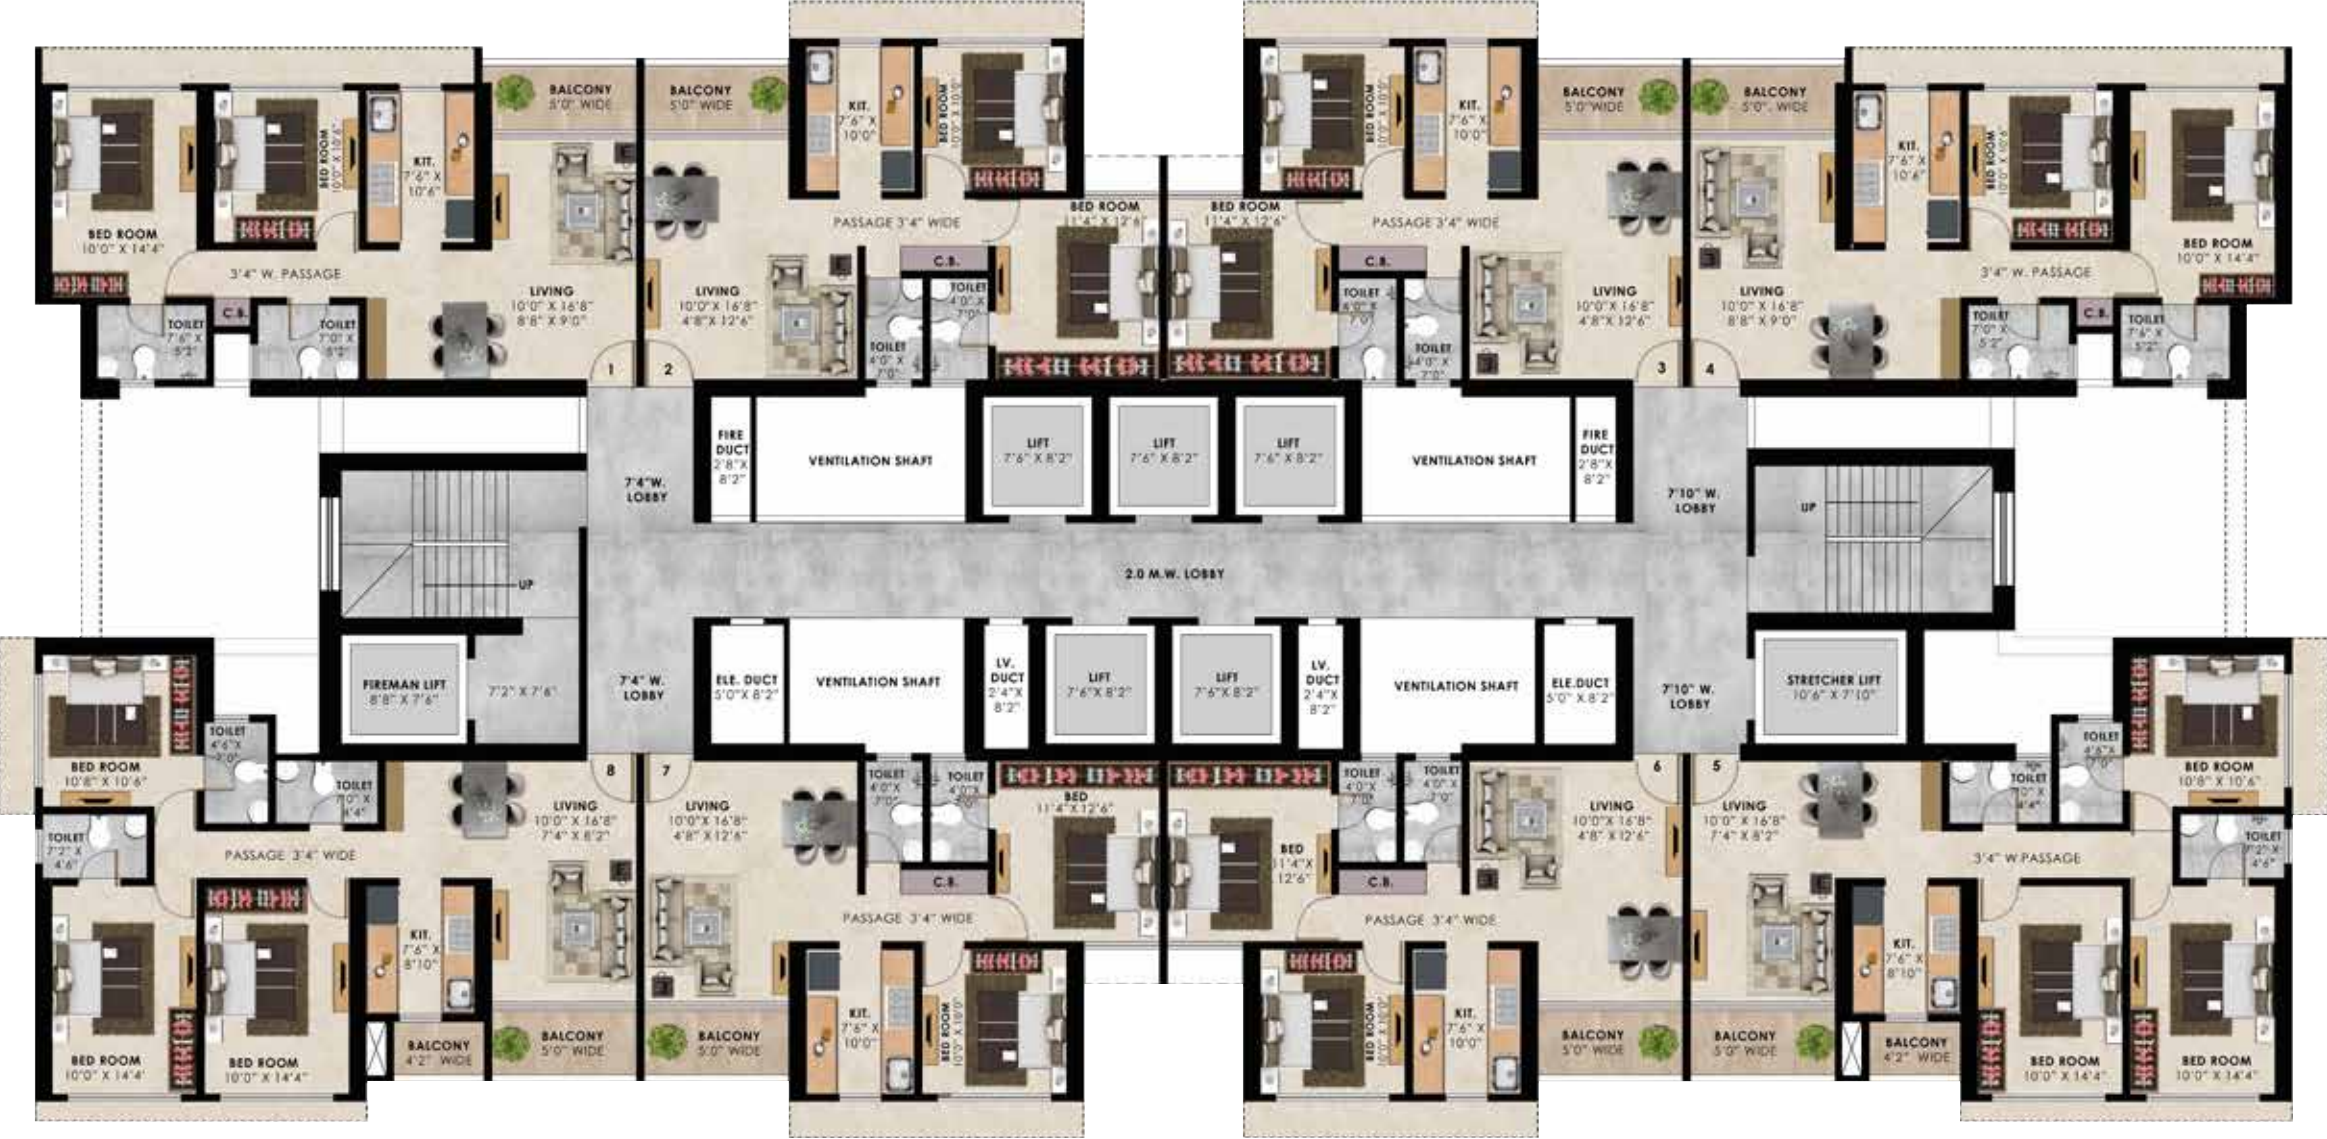 BALCONY
5'0" WIDE
BALCONY
5'0" WIDE
KIT.
7'6" X
10'0"
BED ROOM
10'0" X 10'0"
BED ROOM
10'0" X 10'0"
KIT.
7'6" X
10'0"
BALCONY
5'0"WIDE
BALCONY
5'0". WIDE
BED ROOM
10'0" X 14'4"
BED ROOM
10'0" X 10'6"
KIT.
7'6" X
10'6"
3'4" W. PASSAGE
LIVING
10'0" X 16'8"
8'8" X 9'0"
TOILET
7'6" X
5'2"
C.B.
TOILET
7'0" X
5'2"
1
PASSAGE 3'4" WIDE
BED ROOM
11'4" X 12'6"
C.B.
LIVING
10'0"X 16'8"
4'8"X 12'6"
TOILET
4'0" X
7'0"
TOILET
4'0" X
7'0"
2
BED ROOM
11'4" X 12'6"
PASSAGE 3'4" WIDE
C.B.
TOILET
4'0" X
7'0"
TOILET
4'0" X
7'0"
LIVING
10'0"X 16'8"
4'8"X 12'6"
3
KIT.
7'6" X
10'6"
BED ROOM
10'0" X 10'6"
BED ROOM
10'0" X 14'4"
3'4" W. PASSAGE
LIVING
10'0" X 16'8"
8'8" X 9'0"
TOILET
7'0" X
5'2"
C.B.
TOILET
7'6" X
5'2"
4
7'4"W.
LOBBY
FIRE
DUCT
2'8"X
8'2"
VENTILATION SHAFT
LIFT
7'6" X 8'2"
LIFT
7'6" X 8'2"
LIFT
7'6" X 8'2"
VENTILATION SHAFT
FIRE
DUCT
2'8"X
8'2"
7'10" W.
LOBBY
UP
UP
2.0 M.W. LOBBY
FIREMAN LIFT
8'8" X 7'6"
7'2" X 7'6"
7'4" W.
LOBBY
ELE. DUCT
5'0"X 8'2"
VENTILATION SHAFT
LV.
DUCT
2'4"X
8'2"
LIFT
7'6"X 8'2"
LIFT
7'6"X 8'2"
LV.
DUCT
2'4"X
8'2"
VENTILATION SHAFT
ELE.DUCT
5'0" X 8'2"
7'10" W.
LOBBY
STRETCHER LIFT
10'6" X 7'10"
BED ROOM
10'8" X 10'6"
TOILET
4'6"X
7'0"
TOILET
7'0" X
4'4"
TOILET
7'2" X
4'6"
PASSAGE 3'4" WIDE
LIVING
10'0" X 16'8"
7'4" X 8'2"
8
KIT.
7'6" X
8'10"
BED ROOM
10'0" X 14'4"
BED ROOM
10'0" X 14'4"
BALCONY
4'2" WIDE
BALCONY
5'0" WIDE
7
LIVING
10'0"X 16'8"
4'8" X 12'6"
TOILET
4'0"X
7'0"
TOILET
4'0"X
BED
11'4"X 12'6"
C.B.
PASSAGE 3'4" WIDE
BALCONY
5'0" WIDE
KIT.
7'6" X
10'0"
BED ROOM
10'0" X 10'0"
BED
11'4"X
12'6"
TOILET
4'0"X
7'0"
TOILET
4'0"X
7'0"
C.B.
PASSAGE 3'4" WIDE
LIVING
10'0"X 16'8"
4'8" X 12'6"
6
BED ROOM
10'0" X 10'0"
KIT.
7'6" X
10'0"
BALCONY
5'0" WIDE
5
LIVING
10'0" X 16'8"
7'4" X 8'2"
TOILET
7'0" X
4'4"
TOILET
4'6"X
7'0"
BED ROOM
10'8" X 10'6"
TOILET
7'2" X
4'6"
3'4" W.PASSAGE
KIT.
7'6" X
8'10"
BALCONY
5'0" WIDE
BALCONY
4'2" WIDE
BED ROOM
10'0" X 14'4"
BED ROOM
10'0" X 14'4"